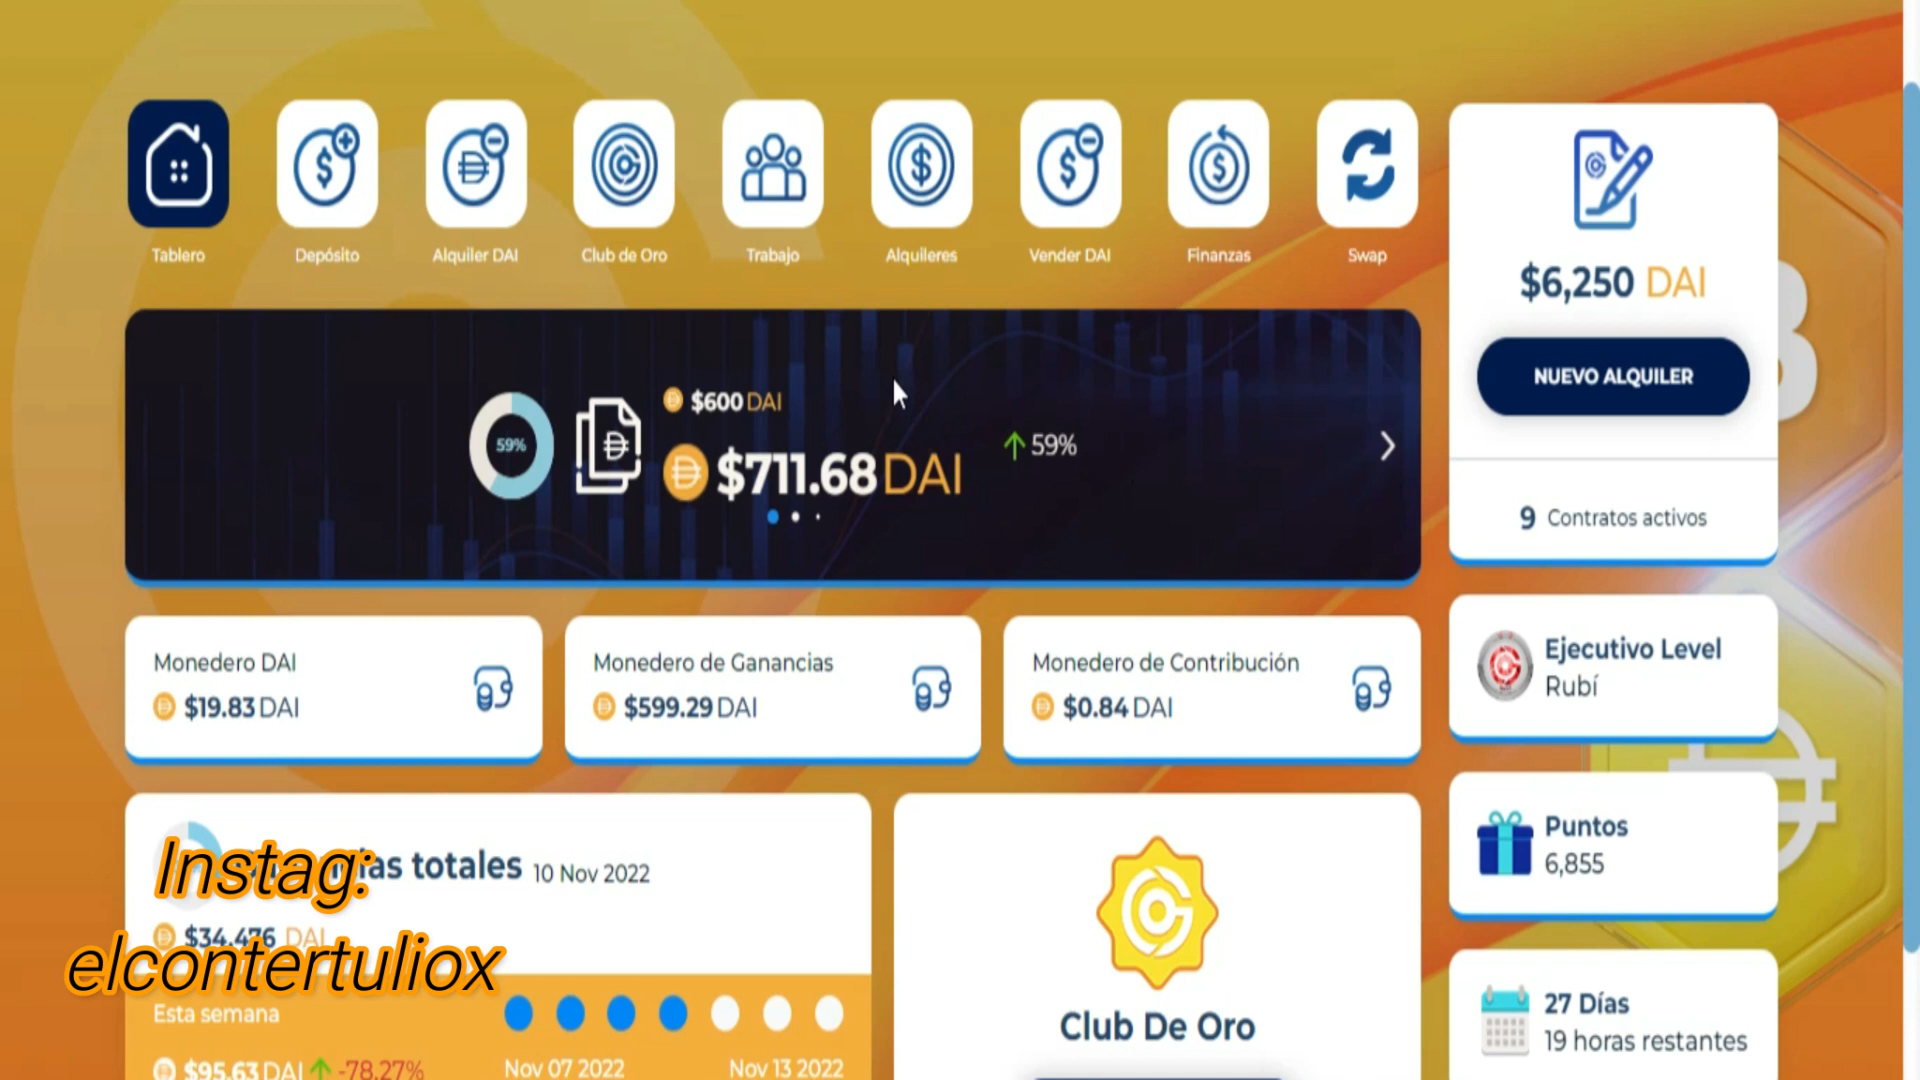 Tablero
Depósito
Alquiler DAI
Club de Oro
Trabajo
Alquileres
Vender DAI
Finanzas
Swap
$6,250 DAI
NUEVO ALQUILER
9 Contratos activos
59%
$600 DAI
$711.68 DAI
59%
Monedero DAI
$19.83 DAI
Monedero de Ganancias
$599.29 DAI
Monedero de Contribución
$0.84 DAI
Ejecutivo Level
Rubí
Puntos
6,855
27 Días
19 horas restantes
totales 10 Nov 2022
$34,476 DAI
Instag:
elcontertuliox
Esta semana
$95.63 DAI -78.27%
Nov 07 2022
Nov 13 2022
Club De Oro